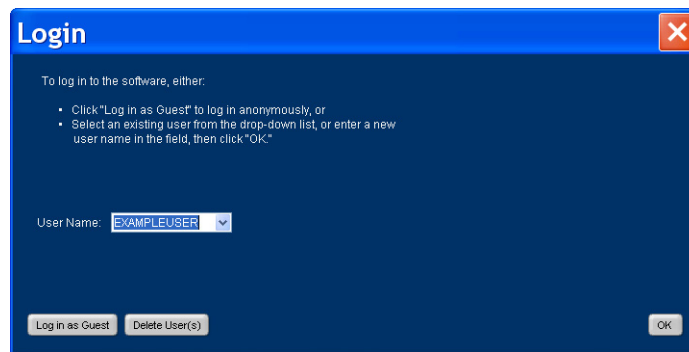 Login
To log in to the software, either:
• Click "Log in as Guest" to log in anonymously, or
• Select an existing user from the drop-down list, or enter a new
user name in the field, then click "OK."
User Name: EXAMPLEUSER
Log in as Guest Delete User(s) OK